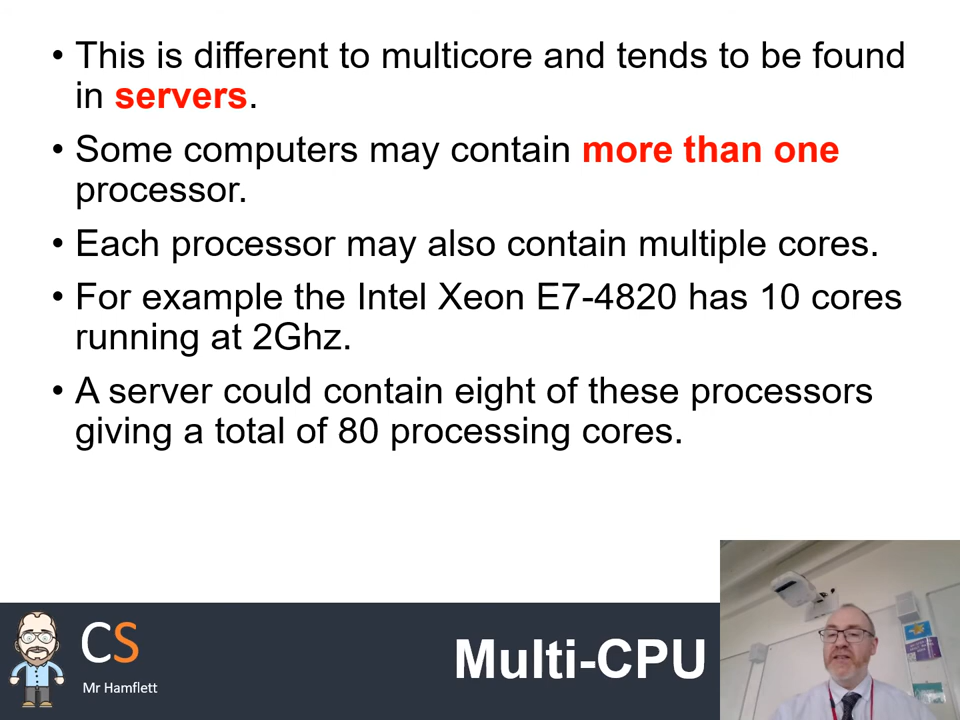 • This is different to multicore and tends to be found
in servers.
• Some computers may contain more than one
processor.
• Each processor may also contain multiple cores.
• For example the Intel Xeon E7-4820 has 10 cores
running at 2Ghz.
• A server could contain eight of these processors
giving a total of 80 processing cores.
CS
Mr Hamflett
Multi-CPU